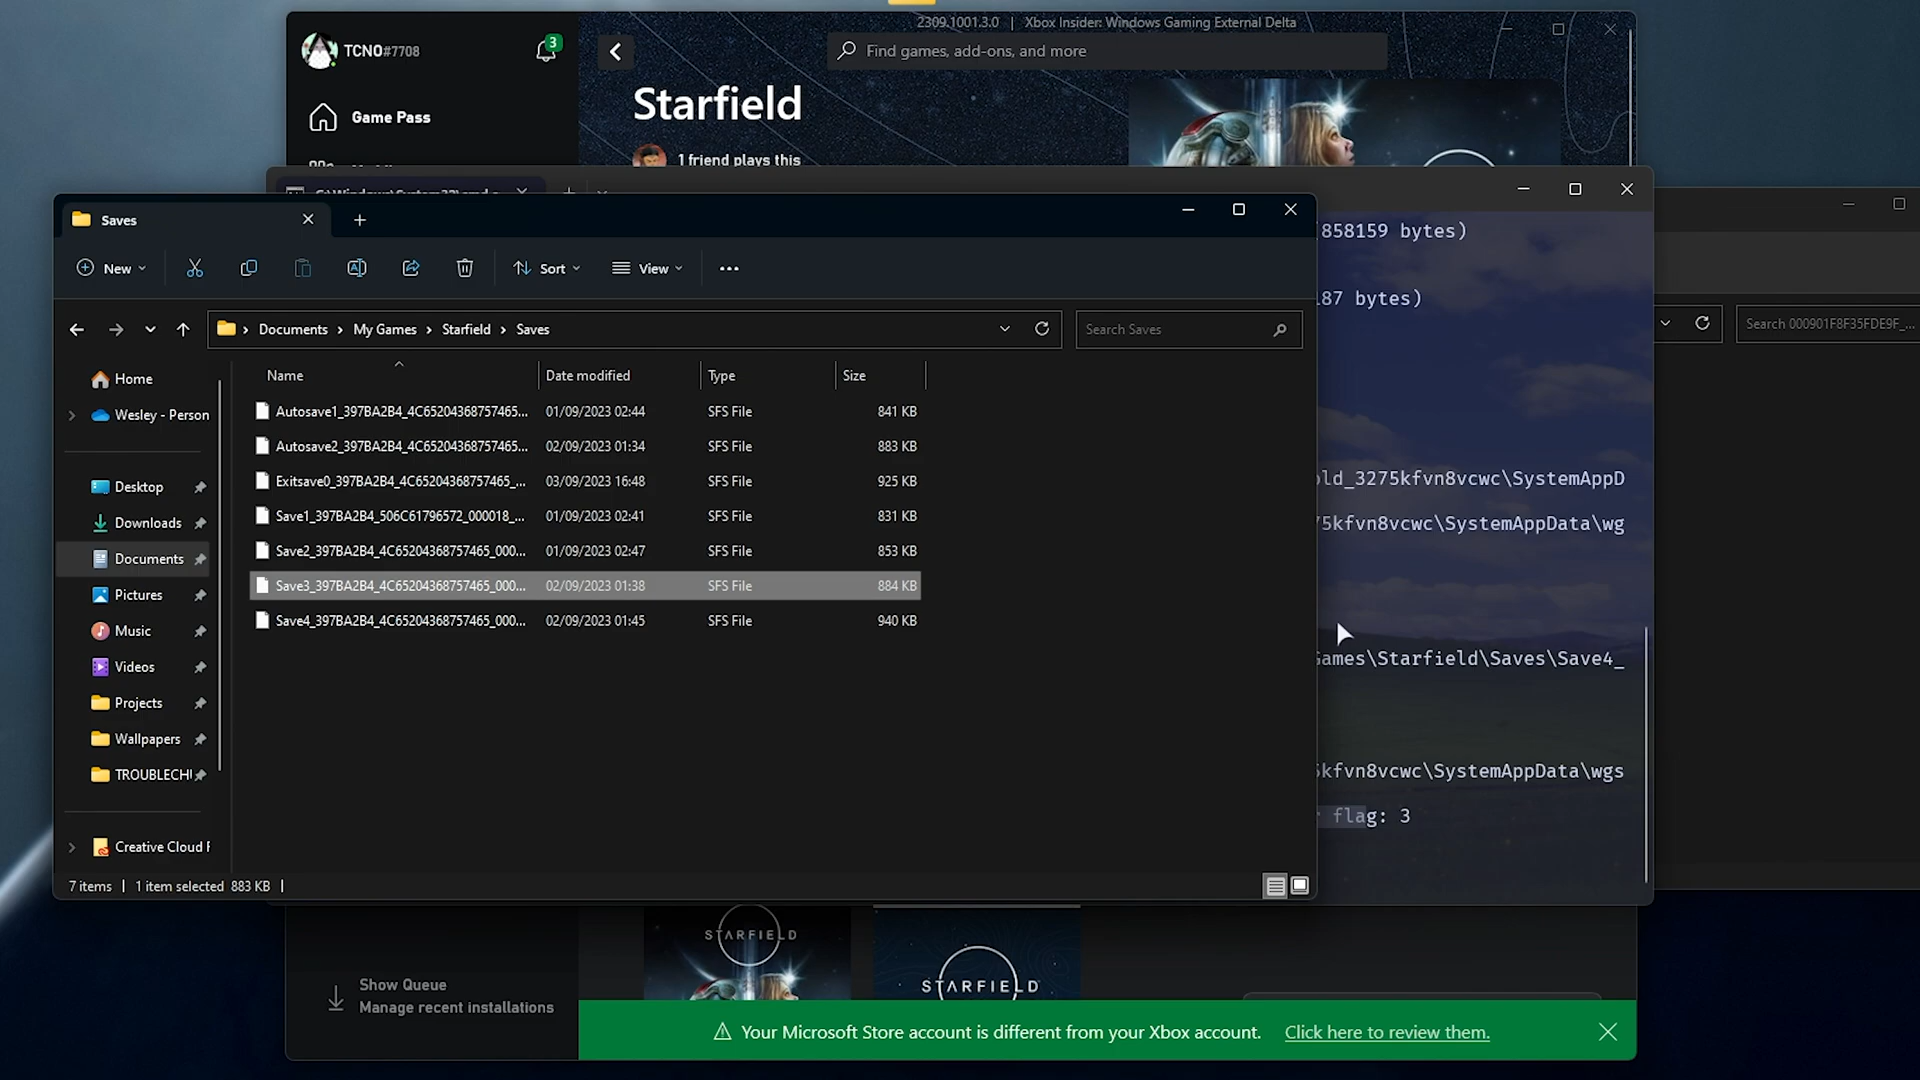 2309.1001.3.0 | Xbox Insider: Windows Gaming External Delta
TCNO#7708
3
Find games, add-ons, and more
Game Pass
Starfield
1 friend plays this
Saves
New
Sort
View
Documents > My Games > Starfield > Saves
Search Saves
Search 000901F8F35FDE9F_...
Home
Wesley - Person
Desktop
Downloads
Documents
Pictures
Music
Videos
Projects
Wallpapers
TROUBLECHU
Creative Cloud F
Name Date modified Type Size
Autosave1_397BA2B4_4C65204368757465... 01/09/2023 02:44 SFS File 841 KB
Autosave2_397BA2B4_4C65204368757465... 02/09/2023 01:34 SFS File 883 KB
Exitsave0_397BA2B4_4C65204368757465_... 03/09/2023 16:48 SFS File 925 KB
Save1_397BA2B4_506C61796572_000018_... 01/09/2023 02:41 SFS File 831 KB
Save2_397BA2B4_4C65204368757465_000... 01/09/2023 02:47 SFS File 853 KB
Save3_397BA2B4_4C65204368757465_000... 02/09/2023 01:38 SFS File 884 KB
Save4_397BA2B4_4C65204368757465_000... 02/09/2023 01:45 SFS File 940 KB
7 items | 1 item selected 883 KB |
858159 bytes)
187 bytes)
old_3275kfvn8vcwc\SystemAppD
75kfvn8vcwc\SystemAppData\wg
Games\Starfield\Saves\Save4_
5kfvn8vcwc\SystemAppData\wgs
r flag: 3
STARFIELD
STARFIELD
Show Queue
Manage recent installations
Your Microsoft Store account is different from your Xbox account. Click here to review them.